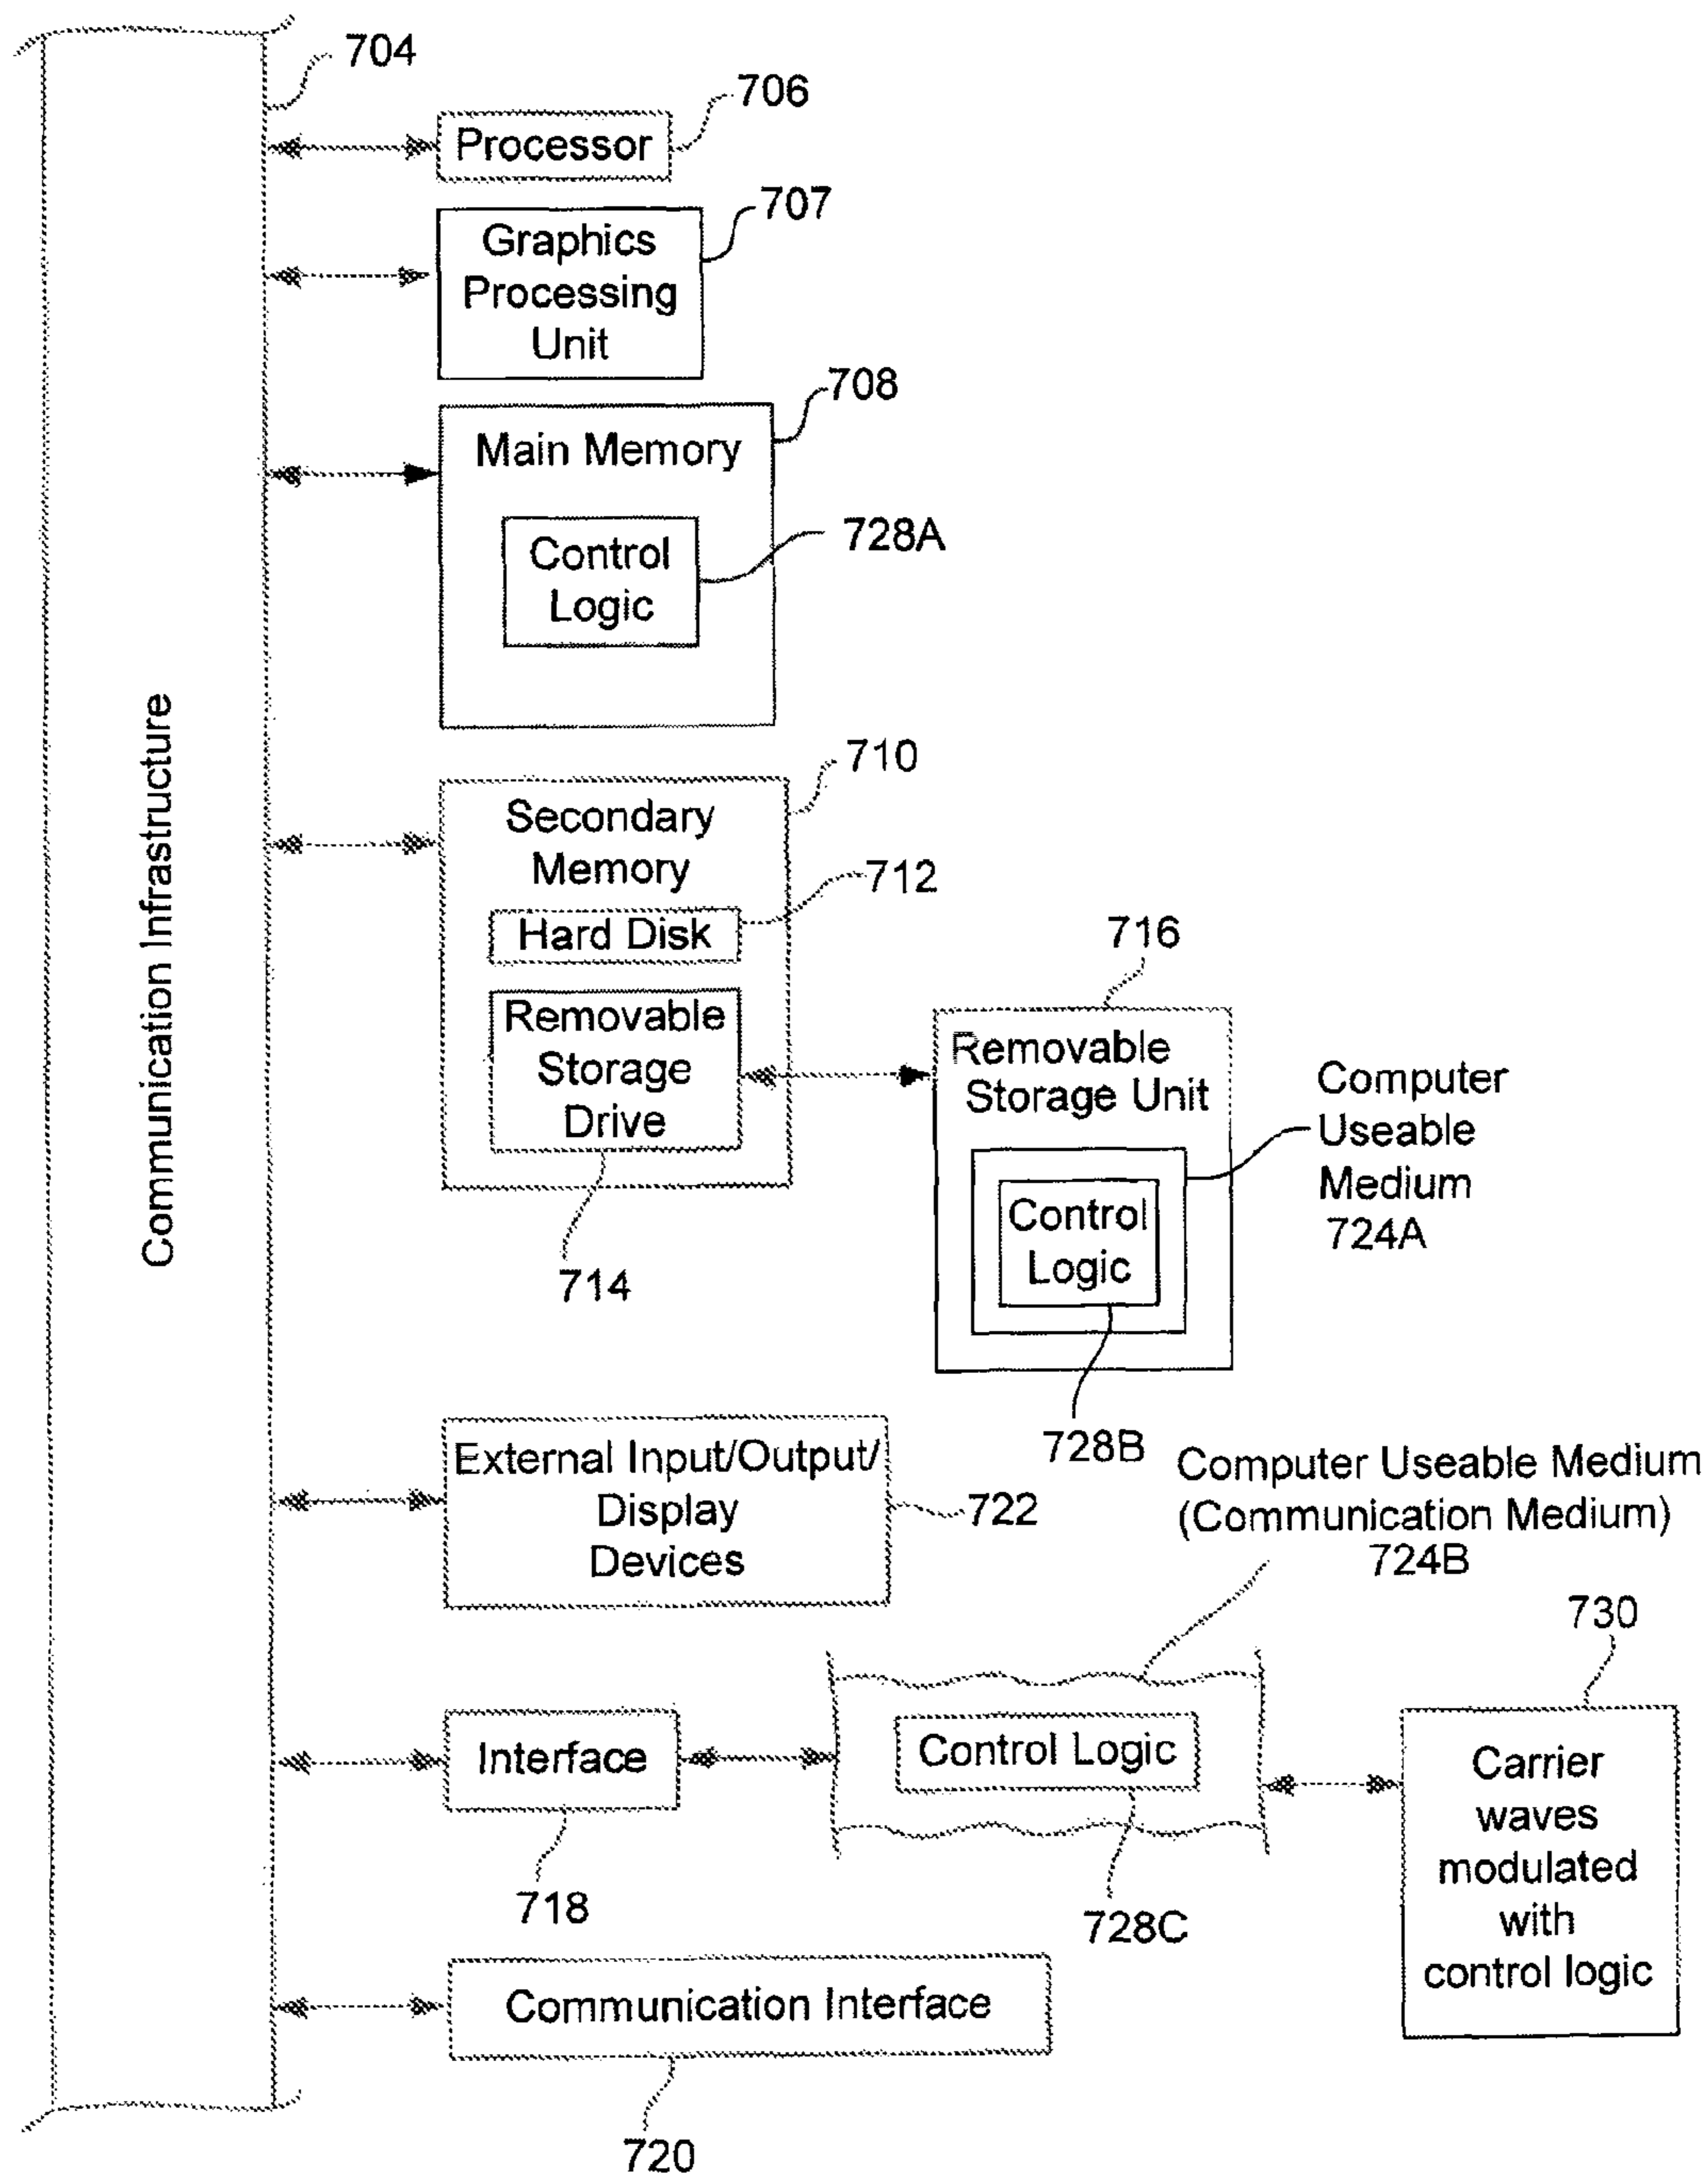 704
706
Processor
707
Graphics
Processing
Unit
708
Main Memory
728A
Control
Logic
Communication Infrastructure
710
Secondary
Memory
712
Hard Disk
Removable
Storage
Drive
714
716
Removable
Storage Unit
Computer
Useable
Medium
724A
Control
Logic
728B
External Input/Output/
Display
Devices
722
Computer Useable Medium
(Communication Medium)
724B
730
Interface
718
Control Logic
728C
Carrier
waves
modulated
with
control logic
Communication Interface
720